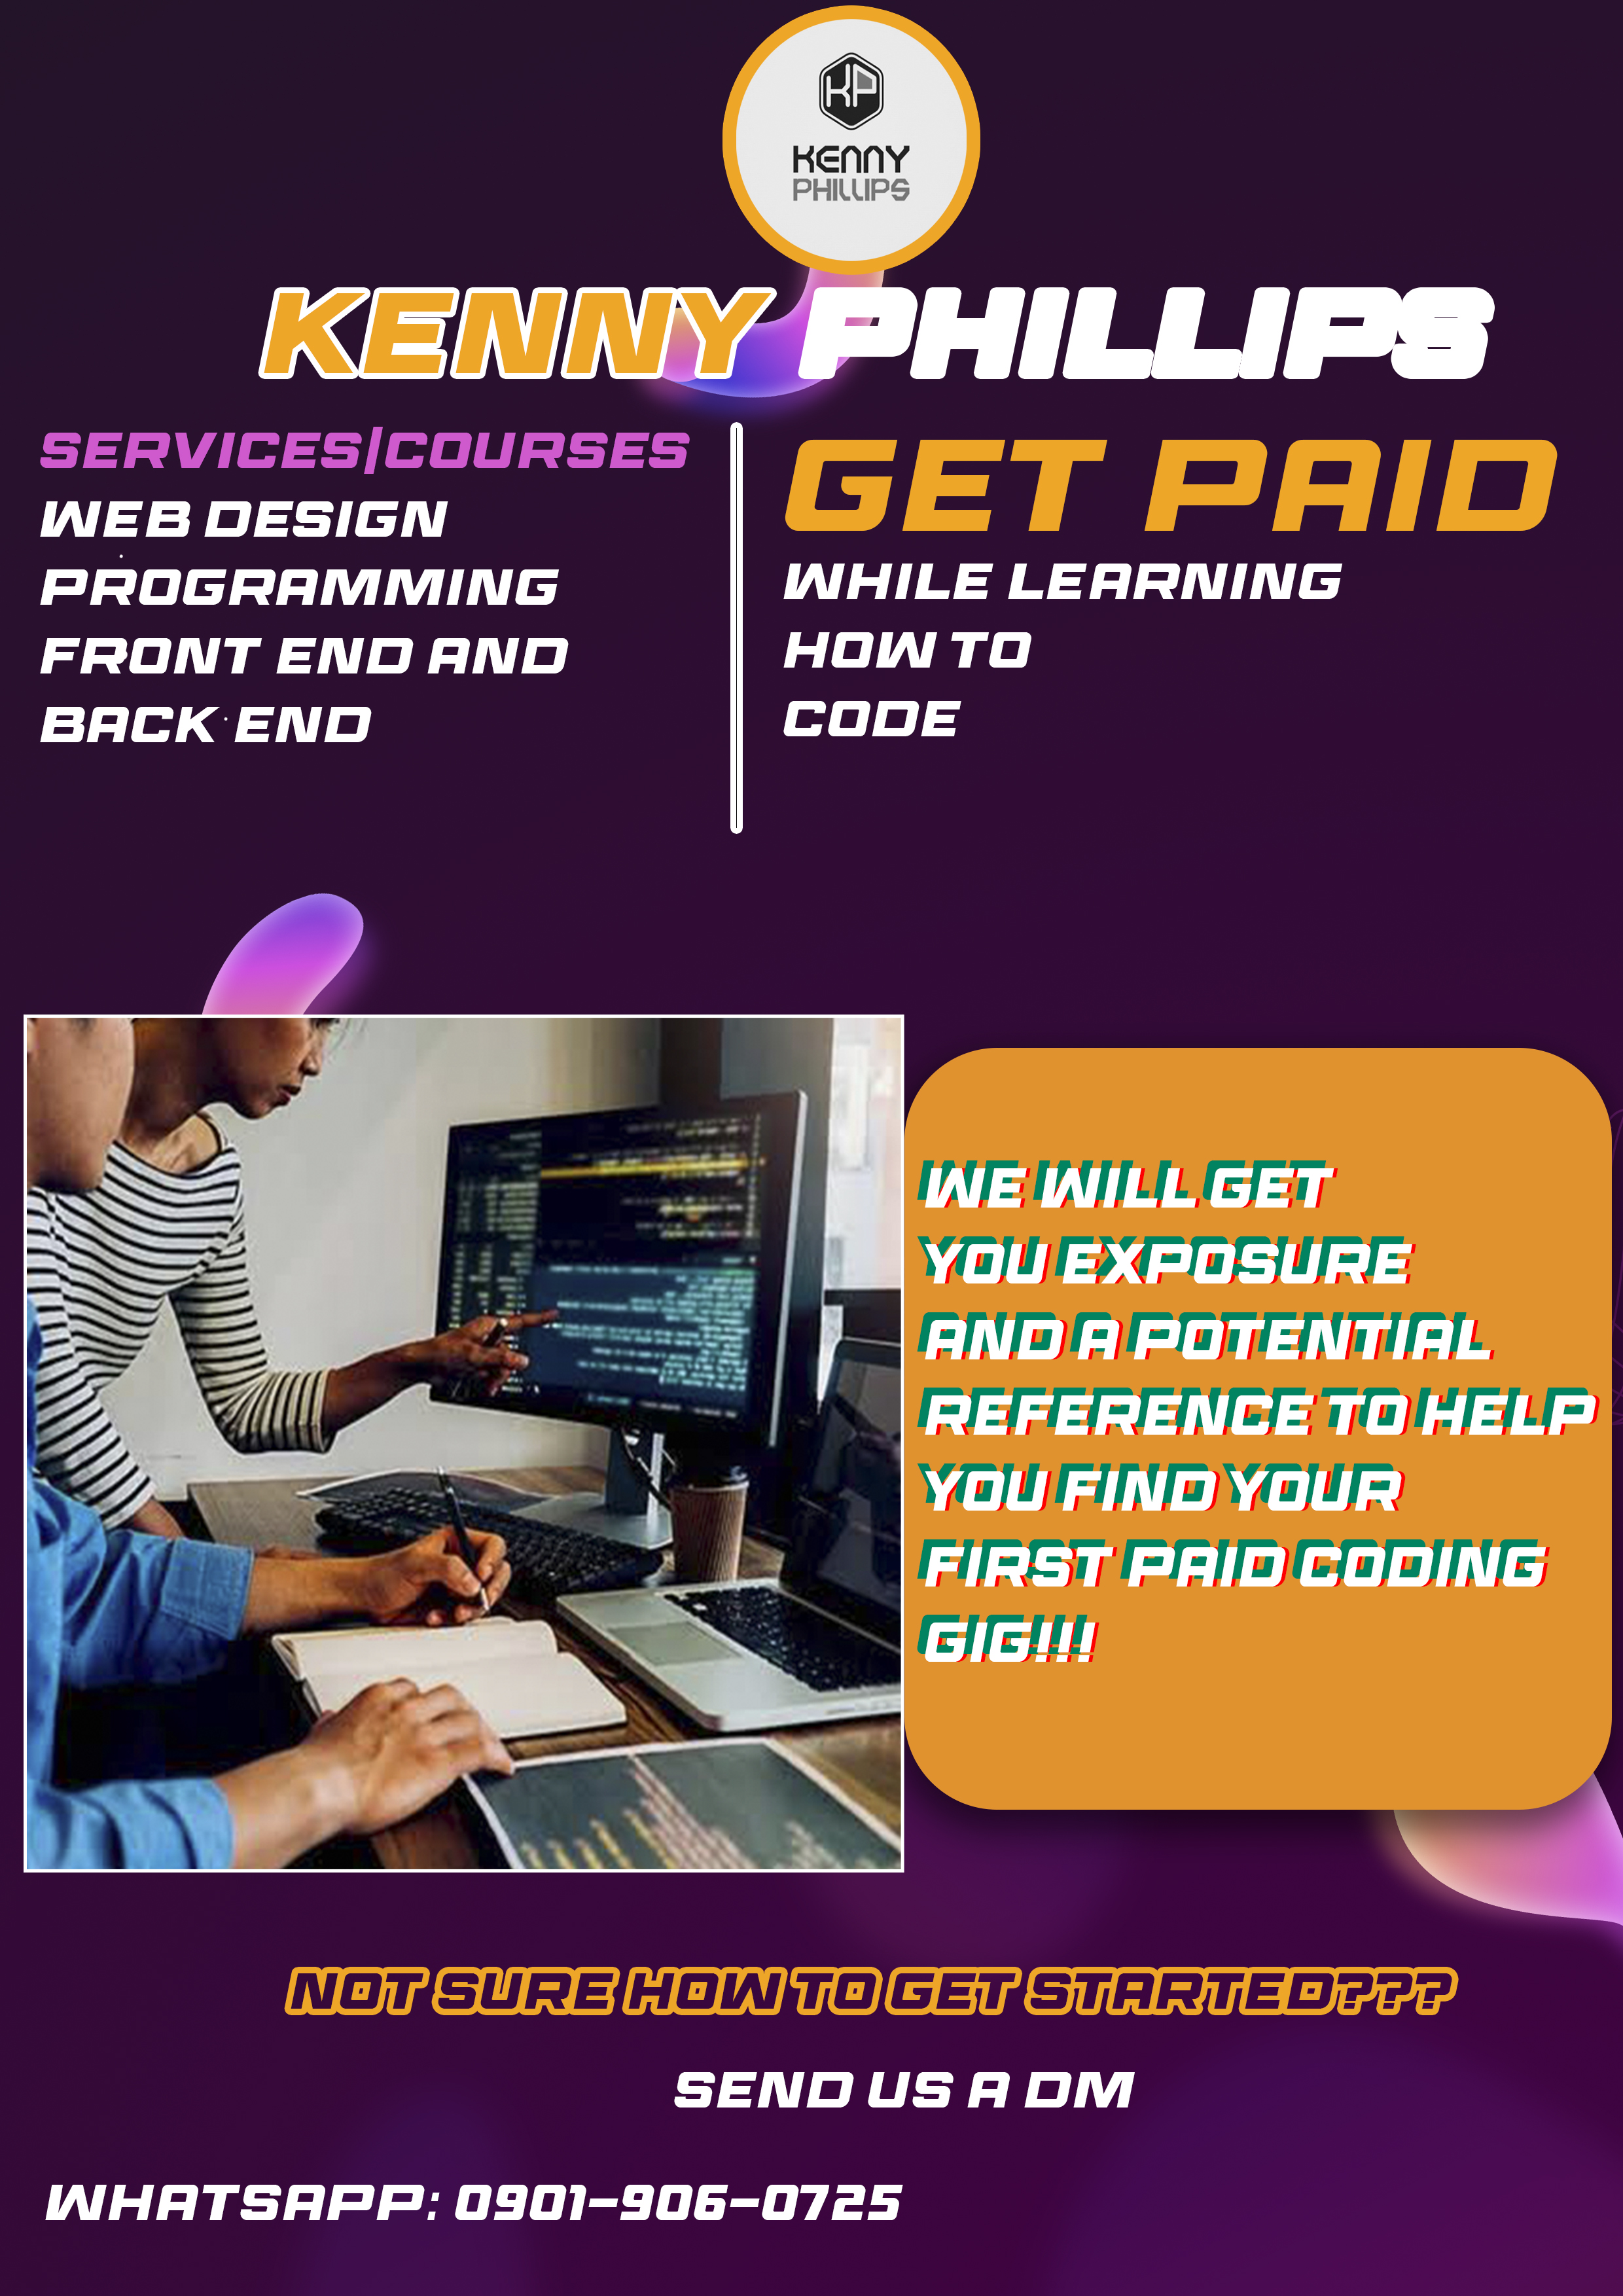 KP
KENNY
PHILLIPS
KENNY PHILLIPS
SERVICES|COURSES
WEB DESIGN
PROGRAMMING
FRONT END AND
BACK END
GET PAID
WHILE LEARNING
HOW TO
CODE
WE WILL GET
YOU EXPOSURE
AND A POTENTIAL
REFERENCE TO HELP
YOU FIND YOUR
FIRST PAID CODING
GIG!!!
NOT SURE HOW TO GET STARTED???
SEND US A DM
WHATSAPP: 0901-906-0725